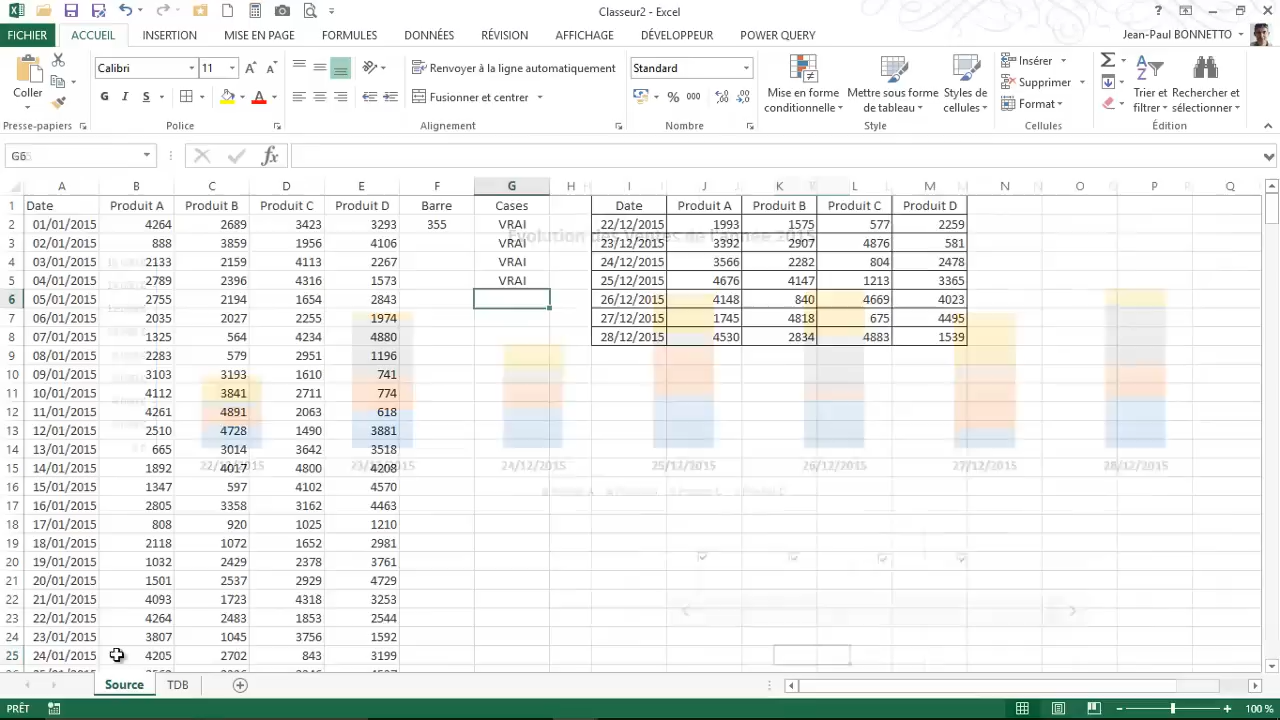 Classeur2 - Excel
FICHIER ACCUEIL INSERTION MISE EN PAGE FORMULES DONNÉES RÉVISION AFFICHAGE DÉVELOPPEUR POWER QUERY Jean-Paul BONNETTO
Calibri 11 Renvoyer à la ligne automatiquement Standard Insérer
Coller G I S Fusionner et centrer % 000 Mise en forme conditionnelle Mettre sous forme de tableau Styles de cellules Supprimer Format Trier et filtrer Rechercher et sélectionner
Presse-papiers Police Alignement Nombre Style Cellules Édition
G6 fx
A B C D E F G H I J K L M N O P Q
1 Date Produit A Produit B Produit C Produit D Barre Cases Date Produit A Produit B Produit C Produit D
2 01/01/2015 4264 2689 3423 3293 355 VRAI 22/12/2015 1993 1575 577 2259
Evolution des Ventes de l'année 2015
3 02/01/2015 888 3859 1956 4106 VRAI 23/12/2015 3392 2907 4876 581
4 03/01/2015 2133 2159 4113 2267 VRAI 24/12/2015 3566 2282 804 2478
5 04/01/2015 2789 2396 4316 1573 VRAI 25/12/2015 4676 4147 1213 3365
6 05/01/2015 2755 2194 1654 2843 26/12/2015 4148 840 4669 4023
7 06/01/2015 2035 2027 2255 1974 27/12/2015 1745 4818 675 4495
8 07/01/2015 1325 564 4234 4880 28/12/2015 4530 2834 4883 1539
9 08/01/2015 2283 579 2951 1196
10 09/01/2015 3103 3193 1610 741
11 10/01/2015 4112 3841 2711 774
12 11/01/2015 4261 4891 2063 618
13 12/01/2015 2510 4728 1490 3881
14 13/01/2015 665 3014 3642 3518
15 14/01/2015 1892 4017 4800 4208
22/12/2015 23/12/2015 24/12/2015 25/12/2015 26/12/2015 27/12/2015 28/12/2015
16 15/01/2015 1347 597 4102 4570
17 16/01/2015 2805 3358 3162 4463
18 17/01/2015 808 920 1025 1210
19 18/01/2015 2118 1072 1652 2981
20 19/01/2015 1032 2429 2378 3761
21 20/01/2015 1501 2537 2929 4729
22 21/01/2015 4093 1723 4318 3253
23 22/01/2015 4264 2483 1853 2544
24 23/01/2015 3807 1045 3756 1592
25 24/01/2015 4205 2702 843 3199
Source TDB
PRÊT 100 %